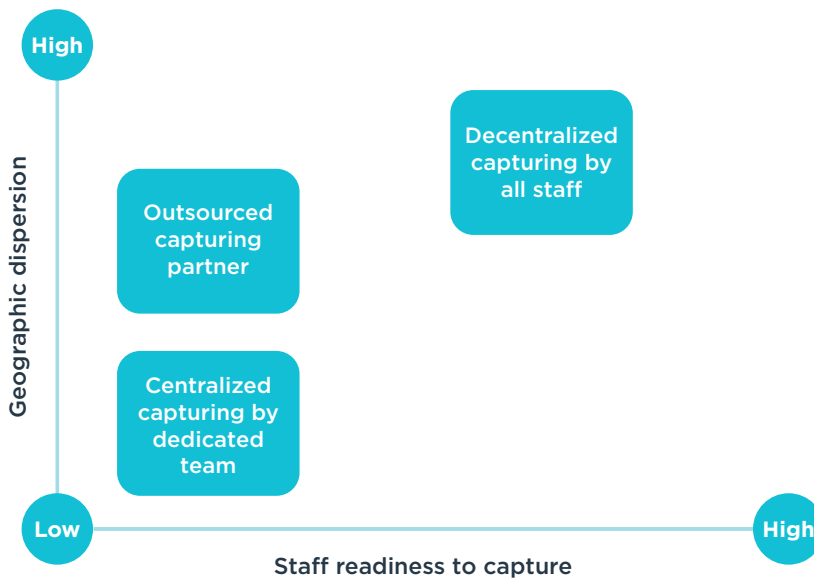 High
Decentralized
capturing by
all staff
Outsourced
capturing
partner
Geographic dispersion
Centralized
capturing by
dedicated
team
Low
High
Staff readiness to capture